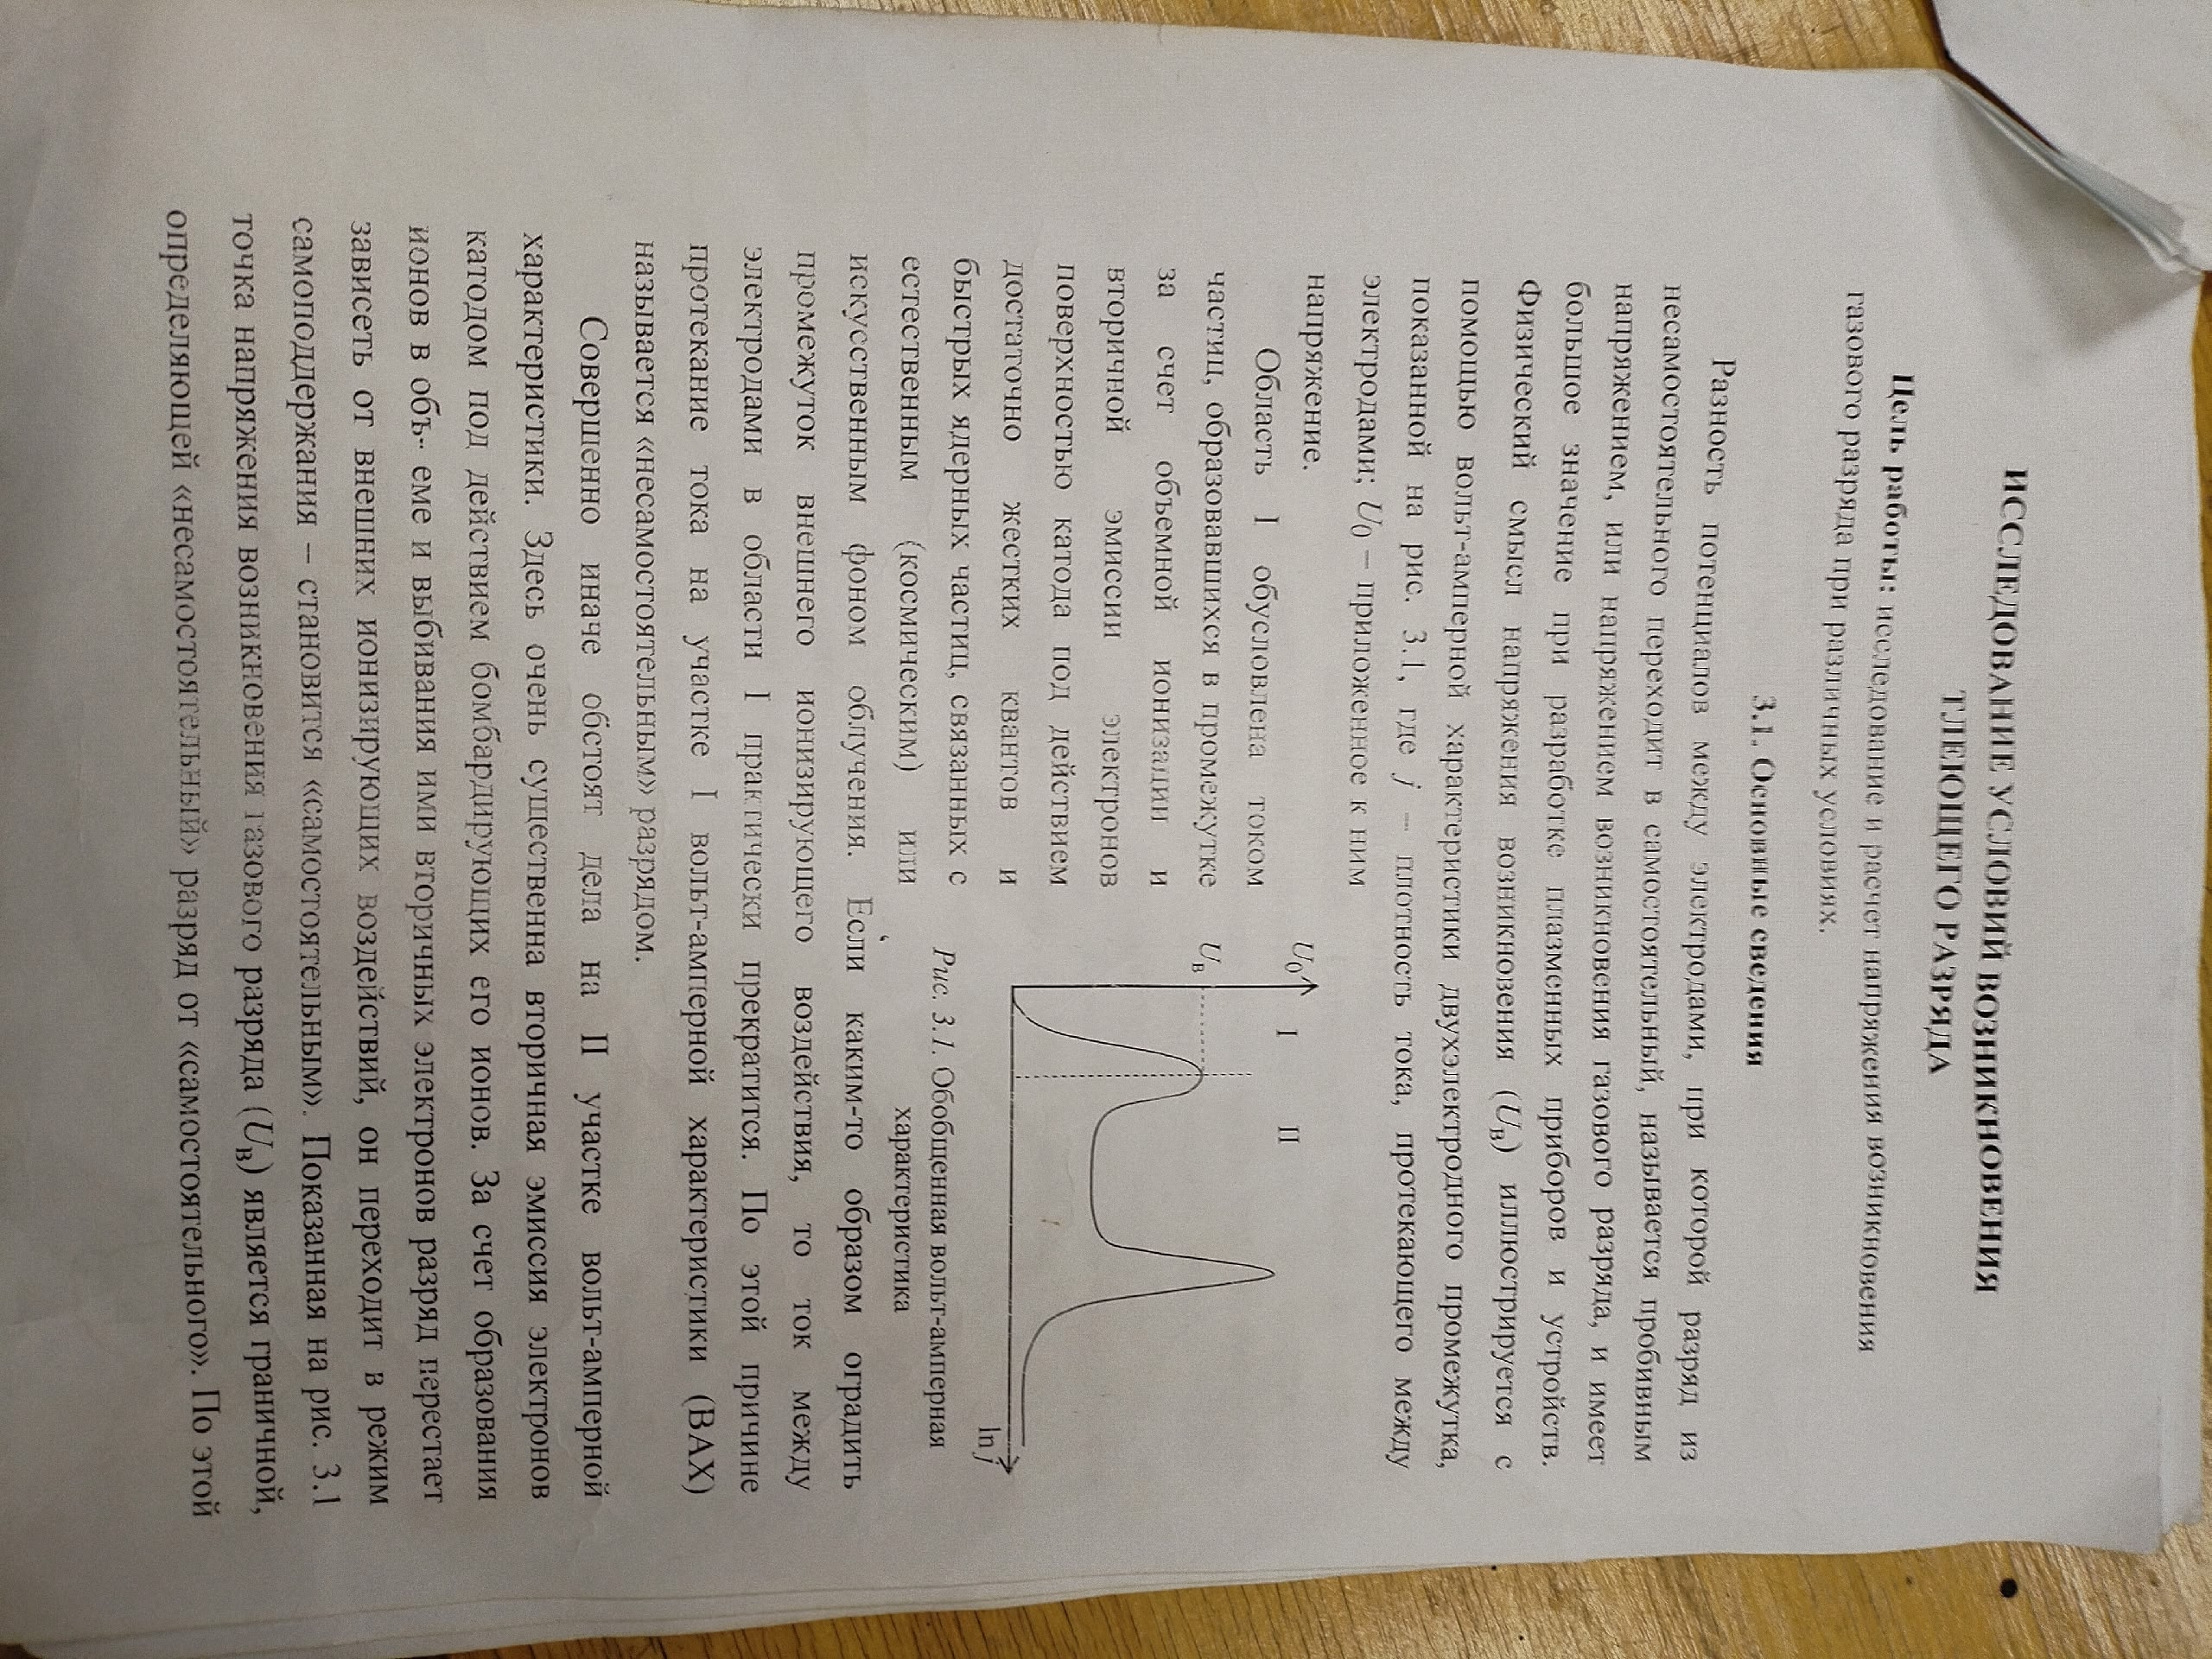 ИССЛЕДОВАНИЕ УСЛОВИЙ ВОЗНИКНОВЕНИЯ
ТЛЕЮЩЕГО РАЗРЯДА
Цель работы: исследование и расчет напряжения возникновения
газового разряда при различных условиях.
3.1. Основные сведения
Разность потенциалов между электродами, при которой разряд из
несамостоятельного переходит в самостоятельный, называется пробивным
напряжением, или напряжением возникновения газового разряда, и имеет
большое значение при разработке плазменных приборов и устройств.
Физический смысл напряжения возникновения (Uв) иллюстрируется с
помощью вольт-амперной характеристики двухэлектродного промежутка,
показанной на рис. 3.1, где j – плотность тока, протекающего между
электродами; U0 – приложенное к ним
напряжение.
Область I обусловлена током
частиц, образовавшихся в промежутке
за счет объемной ионизации и
вторичной эмиссии электронов
поверхностью катода под действием
достаточно жестких квантов и
быстрых ядерных частиц, связанных с
естественным (космическим) или
искусственным фоном облучения. Если каким-то образом оградить
промежуток внешнего ионизирующего воздействия, то ток между
электродами в области I практически прекратится. По этой причине
протекание тока на участке I вольт-амперной характеристики (ВАХ)
называется «несамостоятельным» разрядом.
U0
I
II
Uв
ln j
Рис. 3.1. Обобщенная вольт-амперная
характеристика
Совершенно иначе обстоят дела на II участке вольт-амперной
характеристики. Здесь очень существенна вторичная эмиссия электронов
катодом под действием бомбардирующих его ионов. За счет образования
ионов в объ-- еме и выбивания ими вторичных электронов разряд перестает
зависеть от внешних ионизирующих воздействий, он переходит в режим
самоподдержания – становится «самостоятельным». Показанная на рис. 3.1
точка напряжения возникновения газового разряда (Uв) является граничной,
определяющей «несамостоятельный» разряд от «самостоятельного». По этой